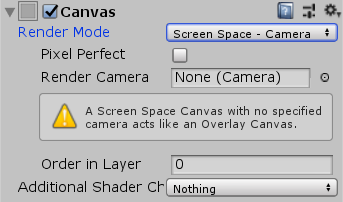 Canvas
Render Mode Screen Space - Camera
Pixel Perfect
Render Camera None (Camera)
A Screen Space Canvas with no specified
camera acts like an Overlay Canvas.
Order in Layer 0
Additional Shader Ch Nothing